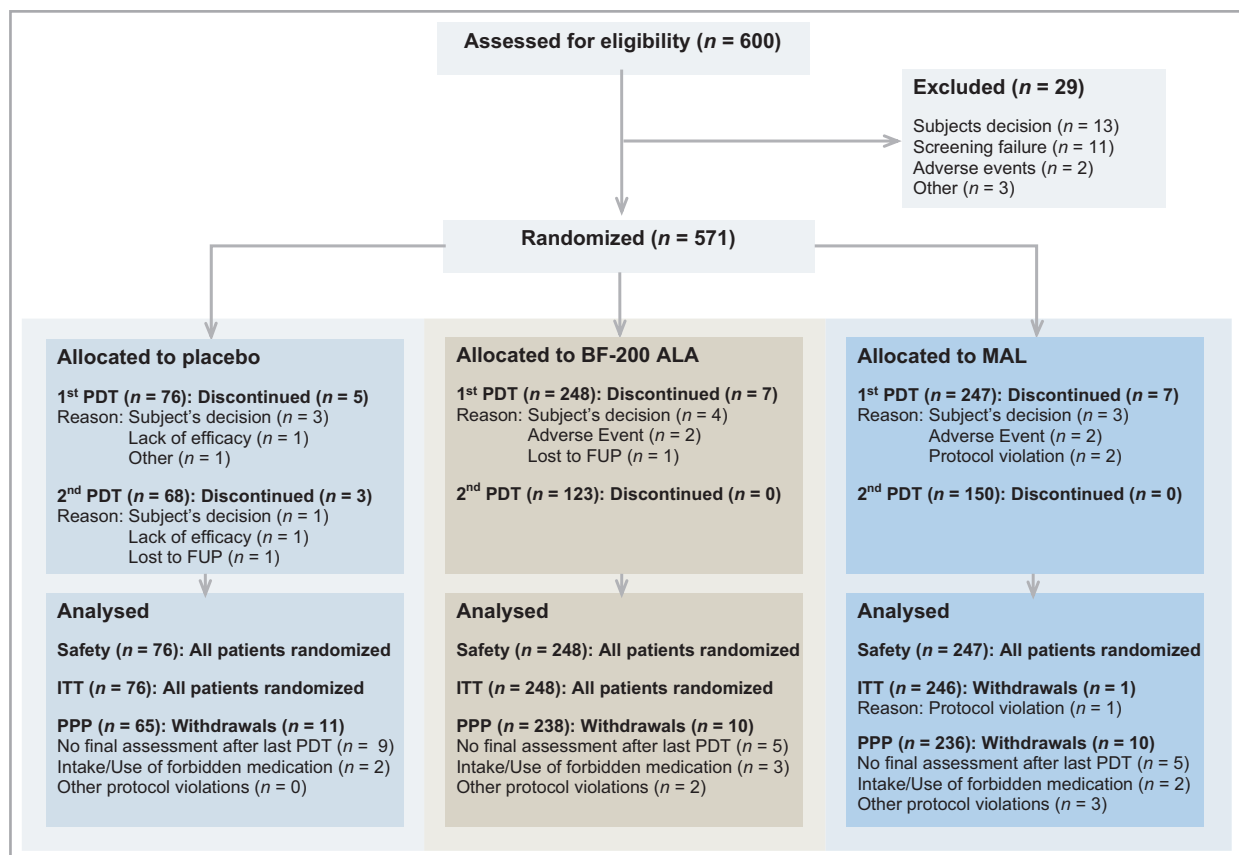 Assessed for eligibility (n = 600)
Excluded (n = 29)
Subjects decision (n = 13)
Screening failure (n = 11)
Adverse events (n = 2)
Other (n = 3)
Randomized (n = 571)
Allocated to placebo
1st PDT (n = 76): Discontinued (n = 5)
Reason: Subject's decision (n = 3)
Lack of efficacy (n = 1)
Other (n = 1)
2nd PDT (n = 68): Discontinued (n = 3)
Reason: Subject's decision (n = 1)
Lack of efficacy (n = 1)
Lost to FUP (n = 1)
Analysed
Safety (n = 76): All patients randomized
ITT (n = 76): All patients randomized
PPP (n = 65): Withdrawals (n = 11)
No final assessment after last PDT (n = 9)
Intake/Use of forbidden medication (n = 2)
Other protocol violations (n = 0)
Allocated to BF-200 ALA
1st PDT (n = 248): Discontinued (n = 7)
Reason: Subject's decision (n = 4)
Adverse Event (n = 2)
Lost to FUP (n = 1)
2nd PDT (n = 123): Discontinued (n = 0)
Analysed
Safety (n = 248): All patients randomized
ITT (n = 248): All patients randomized
PPP (n = 238): Withdrawals (n = 10)
No final assessment after last PDT (n = 5)
Intake/Use of forbidden medication (n = 3)
Other protocol violations (n = 2)
Allocated to MAL
1st PDT (n = 247): Discontinued (n = 7)
Reason: Subject's decision (n = 3)
Adverse Event (n = 2)
Protocol violation (n = 2)
2nd PDT (n = 150): Discontinued (n = 0)
Analysed
Safety (n = 247): All patients randomized
ITT (n = 246): Withdrawals (n = 1)
Reason: Protocol violation (n = 1)
PPP (n = 236): Withdrawals (n = 10)
No final assessment after last PDT (n = 5)
Intake/Use of forbidden medication (n = 2)
Other protocol violations (n = 3)